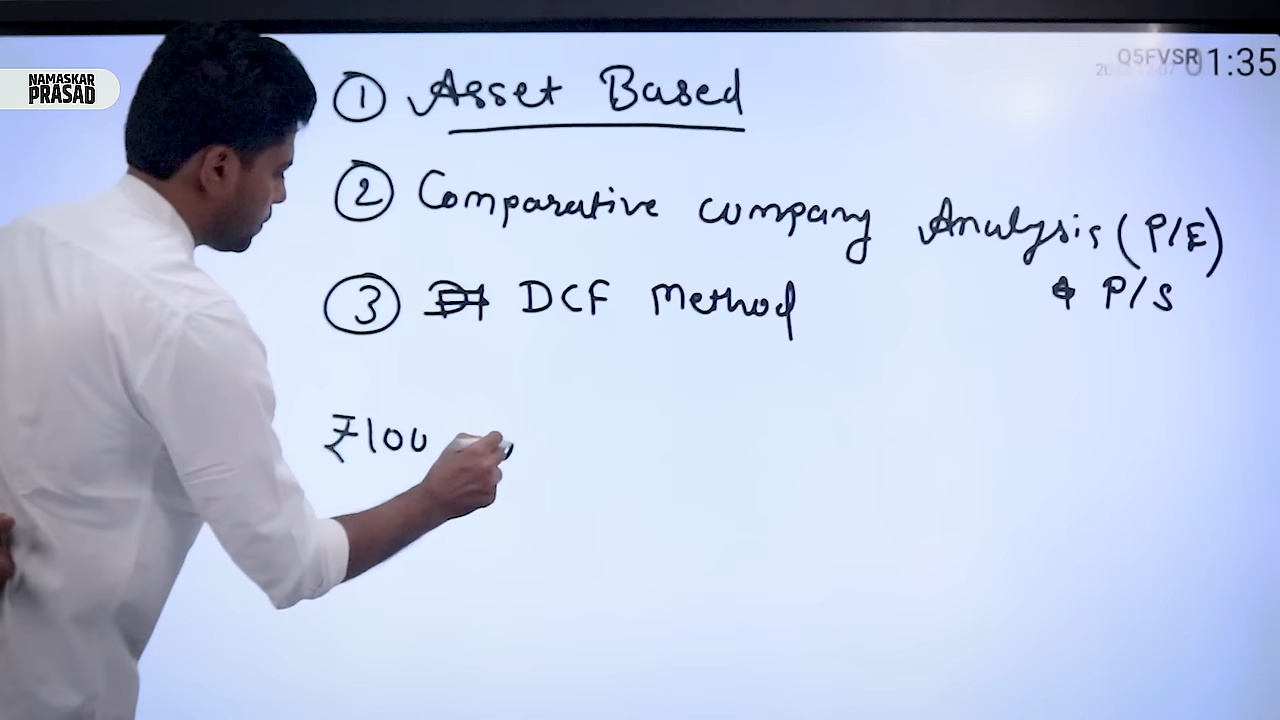 NAMASKAR
PRASAD
Q5FVSR
01:35
① Asset Based
② Comparative company Analysis (P/E)
& P/S
③ DCF Method
₹100